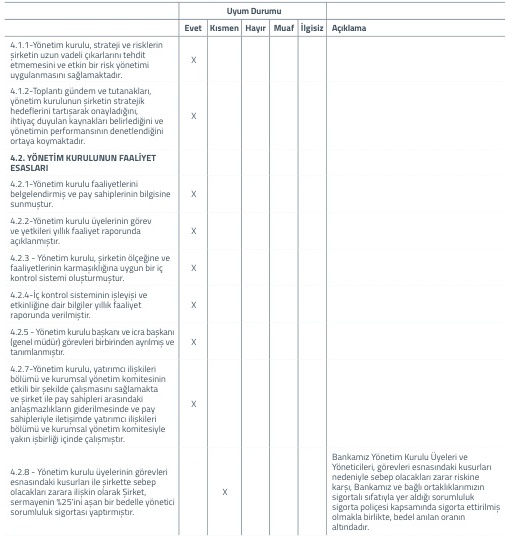 Uyum Durumu
Evet Kısmen Hayır Muaf İlgisiz Açıklama
4.1.1-Yönetim kurulu, strateji ve risklerin
şirketin uzun vadeli çıkarlarını tehdit
etmemesini ve etkin bir risk yönetimi
uygulanmasını sağlamaktadır.
X
4.1.2-Toplantı gündem ve tutanakları,
yönetim kurulunun şirketin stratejik
hedeflerini tartışarak onayladığını,
ihtiyaç duyulan kaynakları belirlediğini ve
yönetimin performansının denetlendiğini
ortaya koymaktadır.
X
4.2. YÖNETİM KURULUNUN FAALİYET
ESASLARI
4.2.1-Yönetim kurulu faaliyetlerini
belgelendirmiş ve pay sahiplerinin bilgisine
sunmuştur.
X
4.2.2-Yönetim kurulu üyelerinin görev
ve yetkileri yıllık faaliyet raporunda
açıklanmıştır.
X
4.2.3 - Yönetim kurulu, şirketin ölçeğine ve
faaliyetlerinin karmaşıklığına uygun bir iç
kontrol sistemi oluşturmuştur.
X
4.2.4-İç kontrol sisteminin işleyişi ve
etkinliğine dair bilgiler yıllık faaliyet
raporunda verilmiştir.
X
4.2.5 - Yönetim kurulu başkanı ve icra başkanı
(genel müdür) görevleri birbirinden ayrılmış ve
tanımlanmıştır.
X
4.2.7-Yönetim kurulu, yatırımcı ilişkileri
bölümü ve kurumsal yönetim komitesinin
etkili bir şekilde çalışmasını sağlamakta
ve şirket ile pay sahipleri arasındaki
anlaşmazlıkların giderilmesinde ve pay
sahipleriyle iletişimde yatırımcı ilişkileri
bölümü ve kurumsal yönetim komitesiyle
yakın işbirliği içinde çalışmıştır.
X
4.2.8 - Yönetim kurulu üyelerinin görevleri
esnasındaki kusurları ile şirkette sebep
olacakları zarara ilişkin olarak Şirket,
sermayenin %25'ini aşan bir bedelle yönetici
sorumluluk sigortası yaptırmıştır.
X
Bankamız Yönetim Kurulu Üyeleri ve
Yöneticileri, görevleri esnasındaki kusurları
nedeniyle sebep olacakları zarar riskine
karşı, Bankamız ve bağlı ortaklıklarımızın
sigortalı sıfatıyla yer aldığı sorumluluk
sigorta poliçesi kapsamında sigorta ettirilmiş
olmakla birlikte, bedel anılan oranın
altındadır.